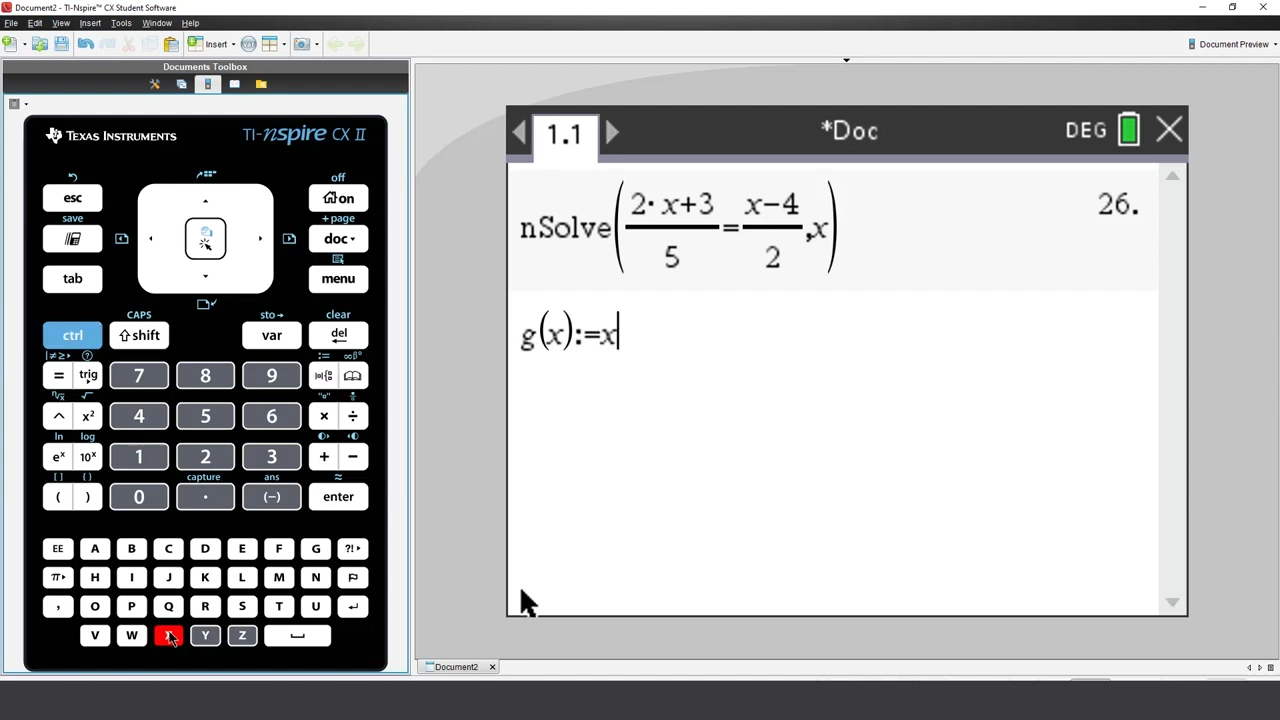 Document2 - TI-Nspire™ CX Student Software
File Edit View Insert Tools Window Help
Insert
Document Preview
Documents Toolbox
TEXAS INSTRUMENTS TI-nspire CX II
off
esc
on
save
+ page
doc
tab
menu
CAPS sto→ clear
ctrl shift var del
= trig 7 8 9
^ x² 4 5 6 × ÷
ln log
eˣ 10ˣ 1 2 3 + −
[ ] { } capture ans ≈
( ) 0 . (−) enter
EE A B C D E F G ?!
π H I J K L M N
, O P Q R S T U
V W X Y Z
1.1 *Doc DEG
nSolve((2·x+3)/5=(x−4)/2,x) 26.
g(x):=x
Document2